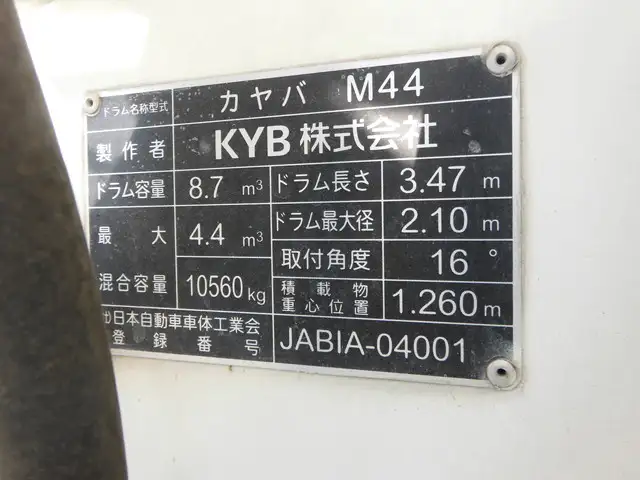 ドラム名称型式 カヤバ M44
製作者 KYB株式会社
ドラム容量 8.7 m³ ドラム長さ 3.47 m
最大 4.4 m³ ドラム最大径 2.10 m
混合容量 10560kg 取付角度 16°
積載物
重心位置 1.260m
日本自動車車体工業会
登録番号 JABIA-04001